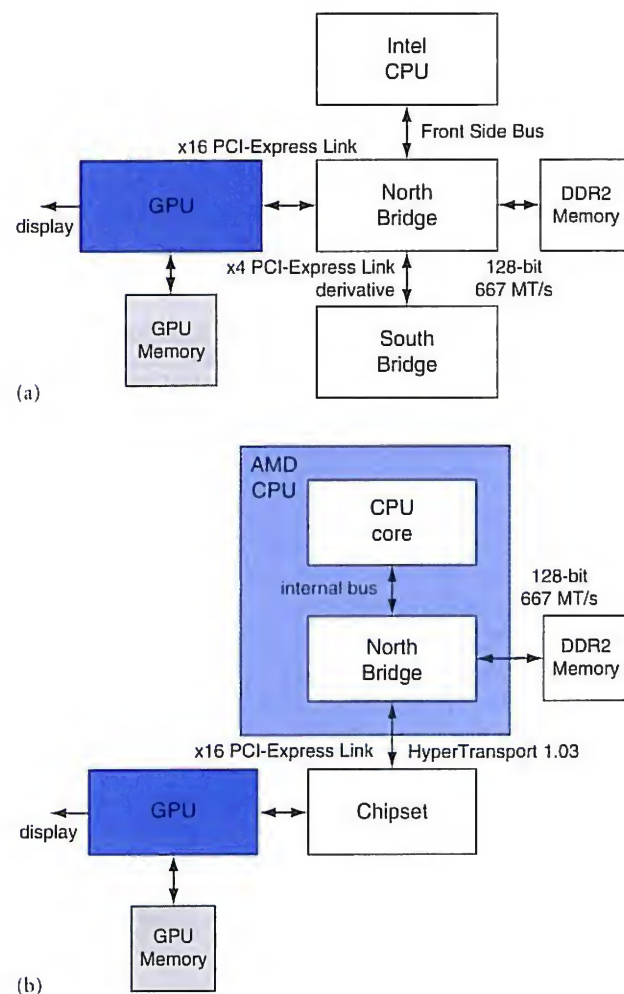 Intel
CPU
Front Side Bus
x16 PCI-Express Link
GPU
North
Bridge
DDR2
Memory
display
x4 PCI-Express Link
derivative
128-bit
667 MT/s
GPU
Memory
South
Bridge
(a)
AMD
CPU
CPU
core
internal bus
128-bit
667 MT/s
North
Bridge
DDR2
Memory
x16 PCI-Express Link
HyperTransport 1.03
GPU
Chipset
display
GPU
Memory
(b)